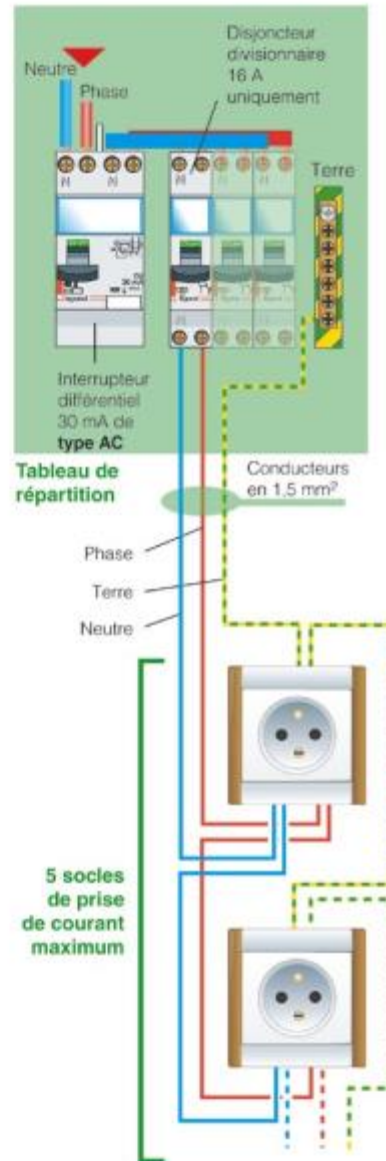 Disjoncteur
divisionnaire
16 A
uniquement
Neutre
Phase
Terre
N
N
N
N
N
Interrupteur
différentiel
30 mA de
type AC
Tableau de
répartition
Conducteurs
en 1,5 mm²
Phase
Terre
Neutre
5 socles
de prise
de courant
maximum